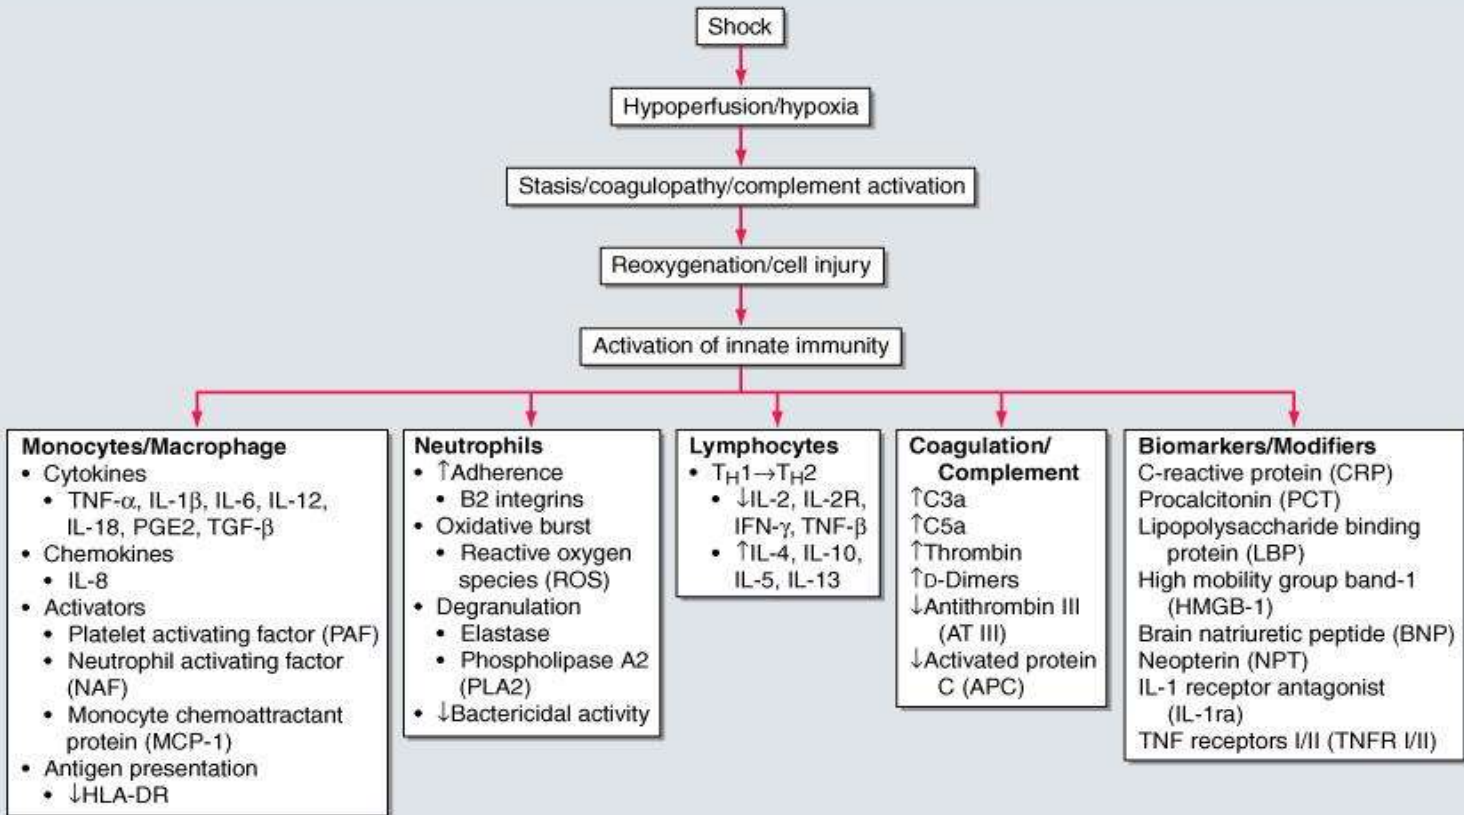 Shock
Hypoperfusion/hypoxia
Stasis/coagulopathy/complement activation
Reoxygenation/cell injury
Activation of innate immunity
Monocytes/Macrophage
• Cytokines
• TNF-α, IL-1β, IL-6, IL-12,
IL-18, PGE2, TGF-β
• Chemokines
• IL-8
• Activators
• Platelet activating factor (PAF)
• Neutrophil activating factor
(NAF)
• Monocyte chemoattractant
protein (MCP-1)
• Antigen presentation
• ↓HLA-DR
Neutrophils
• ↑Adherence
• B2 integrins
• Oxidative burst
• Reactive oxygen
species (ROS)
• Degranulation
• Elastase
• Phospholipase A2
(PLA2)
• ↓Bactericidal activity
Lymphocytes
• TH1→TH2
• ↓IL-2, IL-2R,
IFN-γ, TNF-β
• ↑IL-4, IL-10,
IL-5, IL-13
Coagulation/
Complement
↑C3a
↑C5a
↑Thrombin
↑D-Dimers
↓Antithrombin III
(AT III)
↓Activated protein
C (APC)
Biomarkers/Modifiers
C-reactive protein (CRP)
Procalcitonin (PCT)
Lipopolysaccharide binding
protein (LBP)
High mobility group band-1
(HMGB-1)
Brain natriuretic peptide (BNP)
Neopterin (NPT)
IL-1 receptor antagonist
(IL-1ra)
TNF receptors I/II (TNFR I/II)